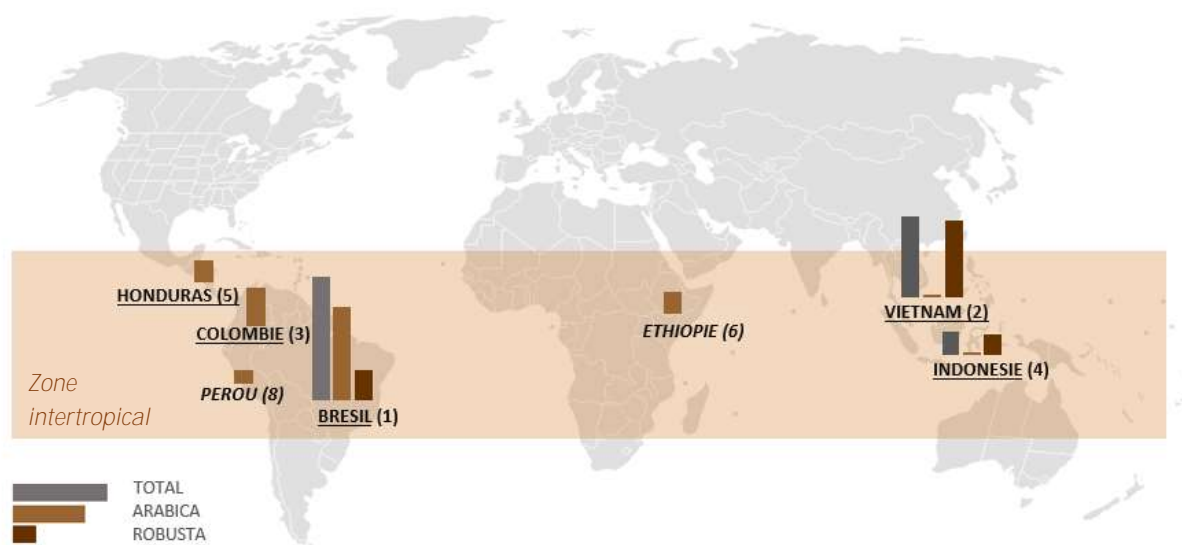 HONDURAS (5)
COLOMBIE (3)
PEROU (8)
BRESIL (1)
ETHIOPIE (6)
VIETNAM (2)
INDONESIE (4)
Zone
intertropical
TOTAL
ARABICA
ROBUSTA